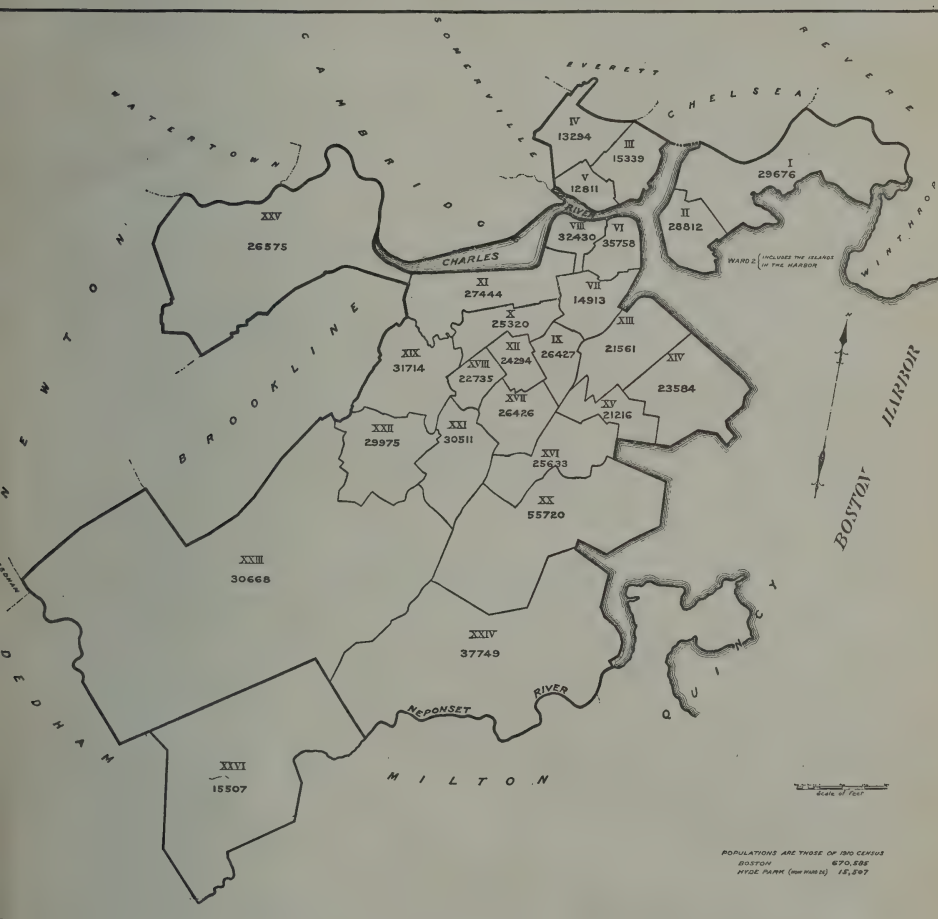 EVERETT
REVERE
SOMERVILLE
CAMBRIDGE
CHELSEA
WATERTOWN
IV
13294
III
15339
V
12811
I
29676
II
28812
WINTHROP
WARD 2 { INCLUDES THE ISLANDS
IN THE HARBOR
XXV
26575
RIVER
VIII
32430
VI
35758
CHARLES
XI
27444
VII
14913
NEWTON
BROOKLINE
X
25320
XIX
31714
XVIII
22735
XII
24294
IX
26427
XIII
21561
XIV
23584
XVII
26426
XV
21216
XXII
29975
XXI
30511
XVI
25633
XX
55720
BOSTON HARBOR
XXIII
30668
XXIV
37749
QUINCY
DEDHAM
NEPONSET RIVER
XXVI
15507
MILTON
Scale of Feet
POPULATIONS ARE THOSE OF 1910 CENSUS
BOSTON 670,585
HYDE PARK (NOW WARD 26) 15,507